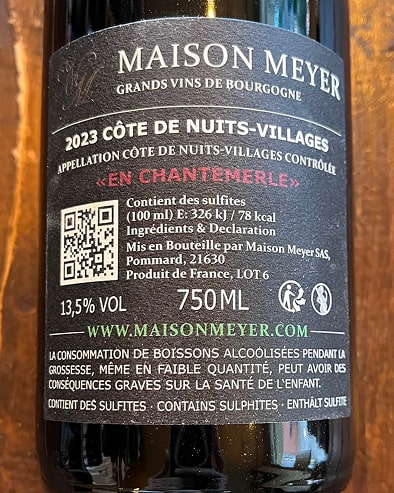 MAISON MEYER
GRANDS VINS DE BOURGOGNE
2023 CÔTE DE NUITS-VILLAGES
APPELLATION CÔTE DE NUITS-VILLAGES CONTRÔLÉE
«EN CHANTEMERLE»
Contient des sulfites
(100 ml) E: 326 kJ / 78 kcal
Ingrédients & Declaration
Mis en Bouteille par Maison Meyer SAS,
Pommard, 21630
Produit de France, LOT 6
13,5% VOL 750 ML
WWW.MAISONMEYER.COM
LA CONSOMMATION DE BOISSONS ALCOÓLISÉES PENDANT LA
GROSSESSE, MÊME EN FAIBLE QUANTITÉ, PEUT AVOIR DES
CONSÉQUENCES GRAVES SUR LA SANTÉ DE L'ENFANT.
CONTIENT DES SULFITES · CONTAINS SULPHITES · ENTHÄLT SULFITE